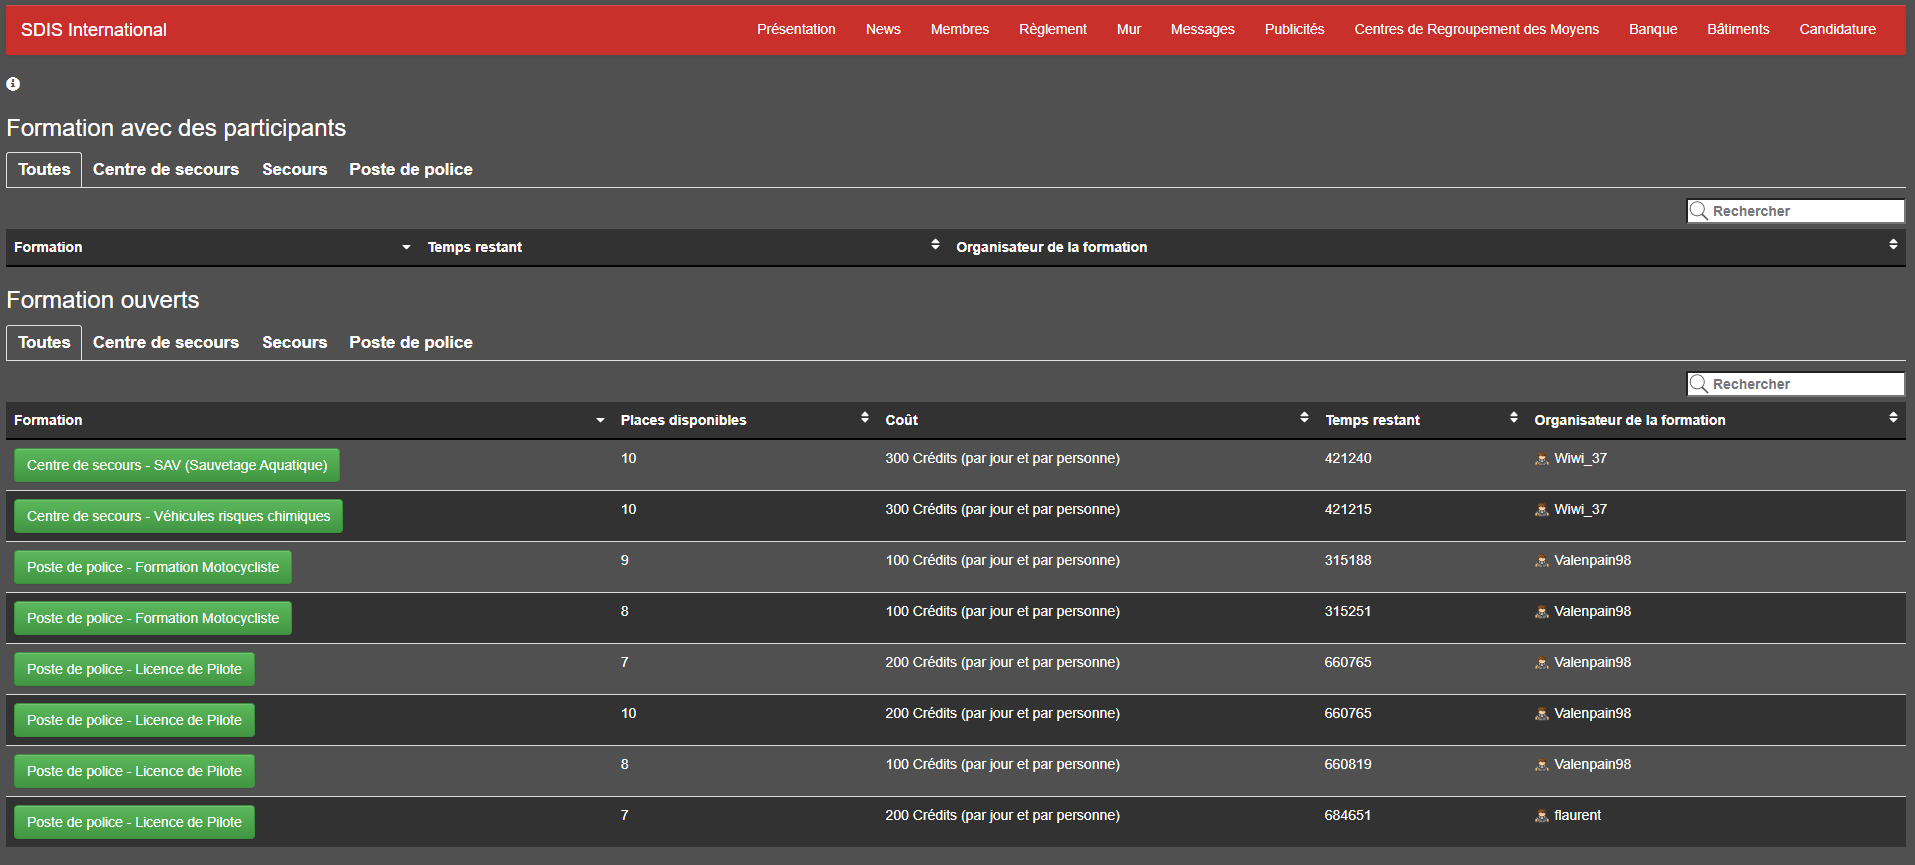 SDIS International Présentation News Membres Règlement Mur Messages Publicités Centres de Regroupement des Moyens Banque Bâtiments Candidature
Formation avec des participants
Toutes Centre de secours Secours Poste de police
Rechercher
Formation Temps restant Organisateur de la formation
Formation ouverts
Toutes Centre de secours Secours Poste de police
Rechercher
Formation Places disponibles Coût Temps restant Organisateur de la formation
Centre de secours - SAV (Sauvetage Aquatique) 10 300 Crédits (par jour et par personne) 421240 Wiwi_37
Centre de secours - Véhicules risques chimiques 10 300 Crédits (par jour et par personne) 421215 Wiwi_37
Poste de police - Formation Motocycliste 9 100 Crédits (par jour et par personne) 315188 Valenpain98
Poste de police - Formation Motocycliste 8 100 Crédits (par jour et par personne) 315251 Valenpain98
Poste de police - Licence de Pilote 7 200 Crédits (par jour et par personne) 660765 Valenpain98
Poste de police - Licence de Pilote 10 200 Crédits (par jour et par personne) 660765 Valenpain98
Poste de police - Licence de Pilote 8 100 Crédits (par jour et par personne) 660819 Valenpain98
Poste de police - Licence de Pilote 7 200 Crédits (par jour et par personne) 684651 flaurent